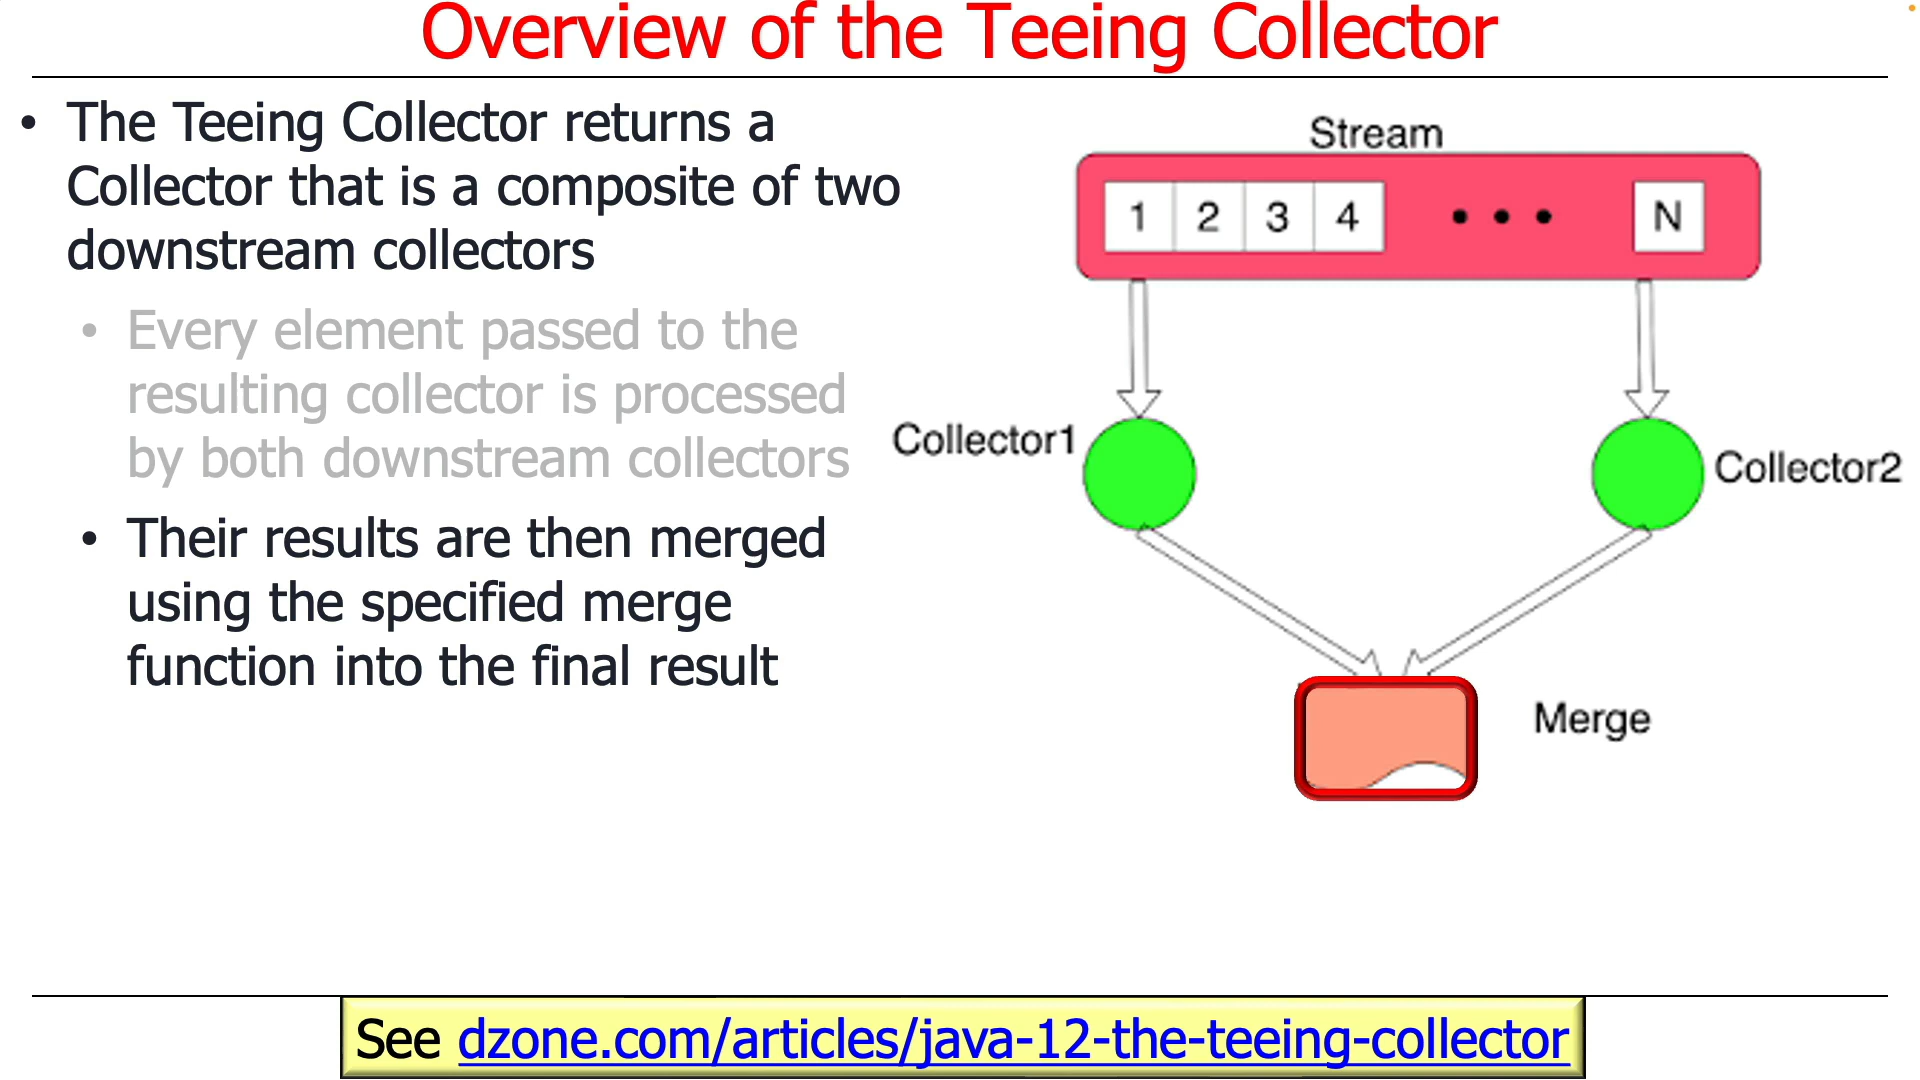 Overview of the Teeing Collector
• The Teeing Collector returns a
Collector that is a composite of two
downstream collectors
• Every element passed to the
resulting collector is processed
by both downstream collectors
• Their results are then merged
using the specified merge
function into the final result
Stream
1 2 3 4 • • • N
Collector1
Collector2
Merge
See dzone.com/articles/java-12-the-teeing-collector